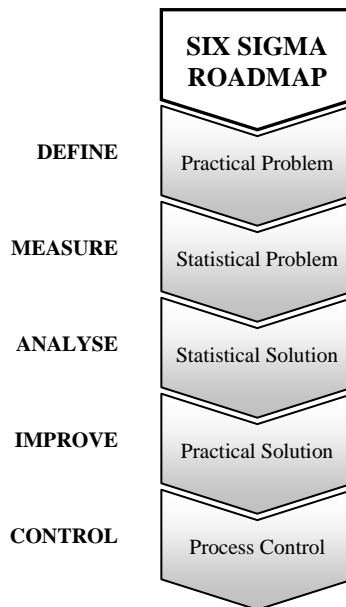 SIX SIGMA
ROADMAP
DEFINE
Practical Problem
MEASURE
Statistical Problem
ANALYSE
Statistical Solution
IMPROVE
Practical Solution
CONTROL
Process Control